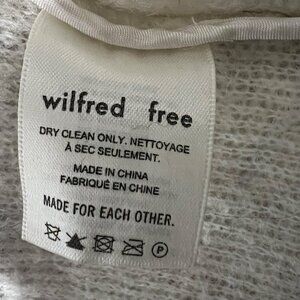 wilfred free
DRY CLEAN ONLY. NETTOYAGE
À SEC SEULEMENT.
MADE IN CHINA
FABRIQUÉ EN CHINE
MADE FOR EACH OTHER.
P